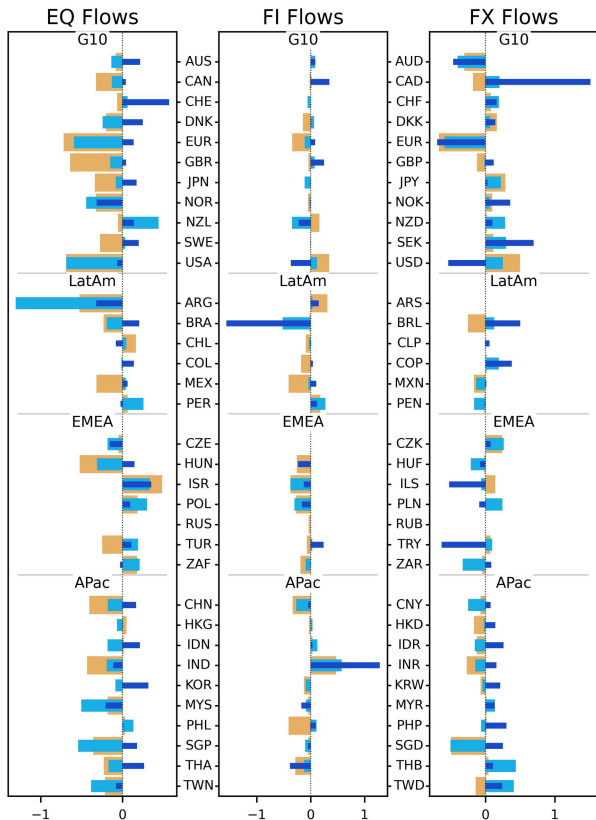 EQ Flows FI Flows FX Flows
G10 G10 G10
AUS AUD
CAN CAD
CHE CHF
DNK DKK
EUR EUR
GBR GBP
JPN JPY
NOR NOK
NZL NZD
SWE SEK
USA USD
LatAm LatAm LatAm
ARG ARS
BRA BRL
CHL CLP
COL COP
MEX MXN
PER PEN
EMEA EMEA EMEA
CZE CZK
HUN HUF
ISR ILS
POL PLN
RUS RUB
TUR TRY
ZAF ZAR
APac APac APac
CHN CNY
HKG HKD
IDN IDR
IND INR
KOR KRW
MYS MYR
PHL PHP
SGP SGD
THA THB
TWN TWD
−1 0 −1 0 1 0 1